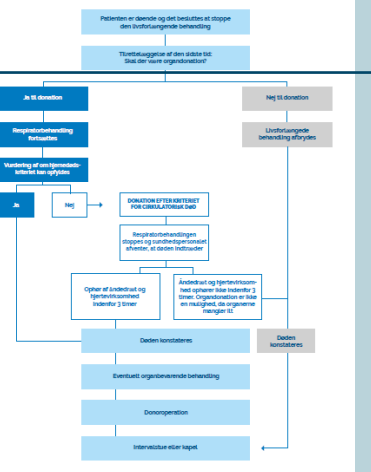 Patienten er døende og det besluttes at stoppe
den livsforlængende behandling
Tilrettelæggelse af den sidste tid:
Skal der være organdonation?
Ja til donation
Nej til donation
Respiratorbehandling
fortsættes
Livsforlængede
behandling afbrydes
Vurdering af om hjernedøds-
kriteriet kan opfyldes
Ja
Nej
DONATION EFTER KRITERIET
FOR CIRKULATORISK DØD
Respiratorbehandlingen
stoppes og sundhedspersonalet
afventer, at døden indtræder
Ophør af åndedræt og
hjertevirksomhed
indenfor 3 timer
Åndedræt og hjertevirksom-
hed ophører ikke indenfor 3
timer. Organdonation er ikke
en mulighed, da organerne
mangler ilt
Døden konstateres
Døden
konstateres
Eventuelt organbevarende behandling
Donoroperation
Intensivstue eller kapel